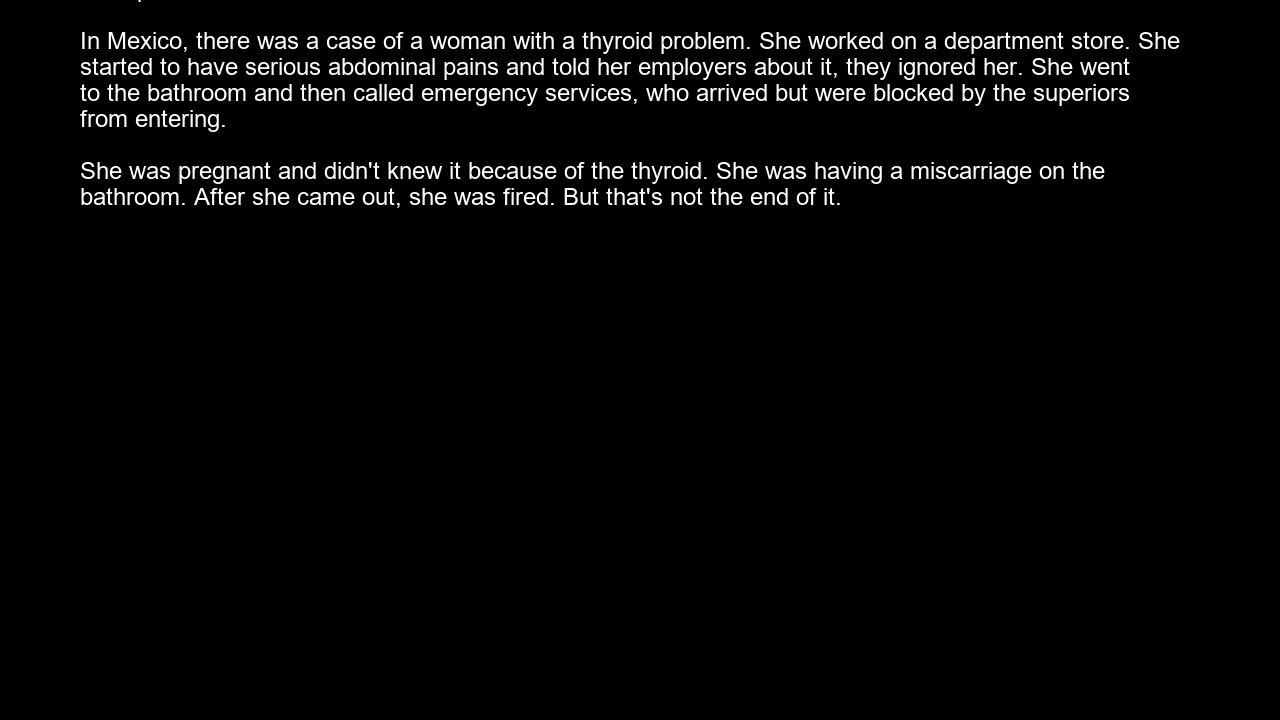 In Mexico, there was a case of a woman with a thyroid problem. She worked on a department store. She
started to have serious abdominal pains and told her employers about it, they ignored her. She went
to the bathroom and then called emergency services, who arrived but were blocked by the superiors
from entering.
She was pregnant and didn't knew it because of the thyroid. She was having a miscarriage on the
bathroom. After she came out, she was fired. But that's not the end of it.